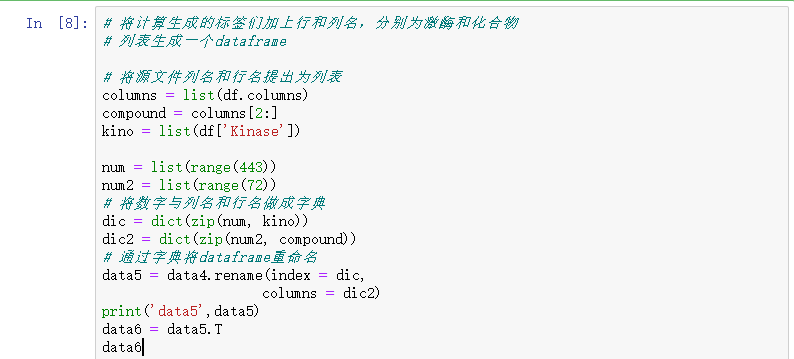 In [8]:
# 将计算生成的标签们加上行和列名，分别为激酶和化合物
# 列表生成一个dataframe
# 将源文件列名和行名提出为列表
columns = list(df.columns)
compound = columns[2:]
kino = list(df['Kinase'])
num = list(range(443))
num2 = list(range(72))
# 将数字与列名和行名做成字典
dic = dict(zip(num, kino))
dic2 = dict(zip(num2, compound))
# 通过字典将dataframe重命名
data5 = data4.rename(index = dic,
columns = dic2)
print('data5',data5)
data6 = data5.T
data6